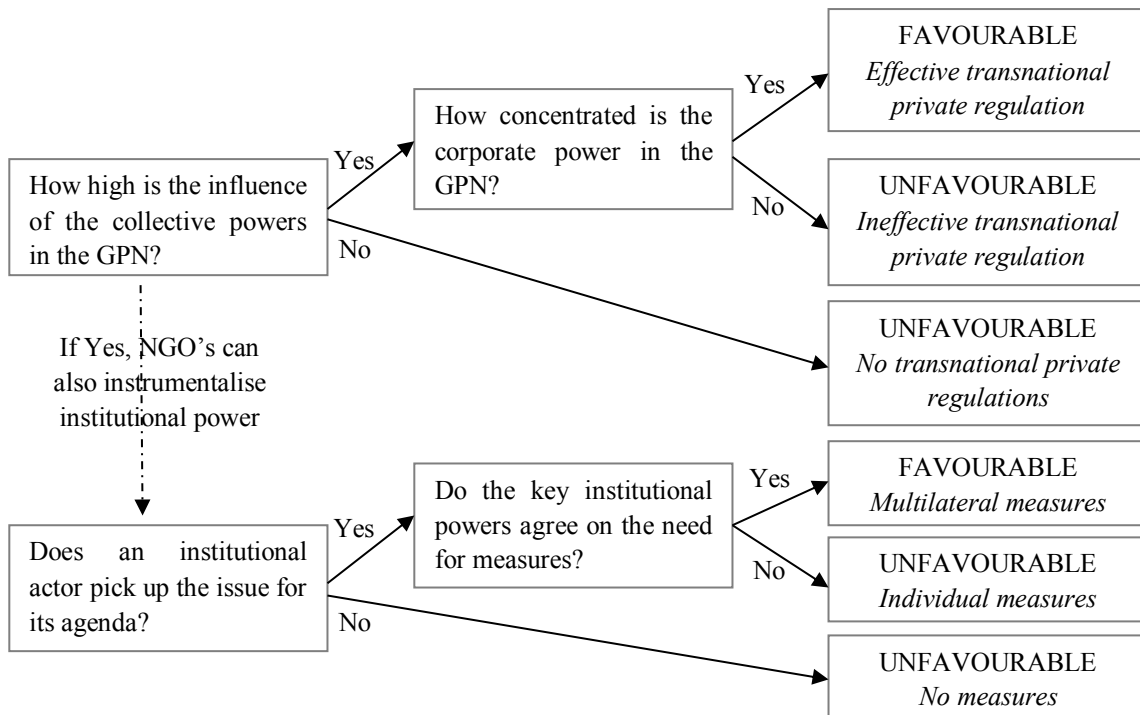 How high is the influence
of the collective powers
in the GPN?
Yes
No
How concentrated is the
corporate power in the
GPN?
Yes
No
FAVOURABLE
Effective transnational
private regulation
UNFAVOURABLE
Ineffective transnational
private regulation
UNFAVOURABLE
No transnational private
regulations
If Yes, NGO’s can
also instrumentalise
institutional power
Does an institutional
actor pick up the issue for
its agenda?
Yes
No
Do the key institutional
powers agree on the need
for measures?
Yes
No
FAVOURABLE
Multilateral measures
UNFAVOURABLE
Individual measures
UNFAVOURABLE
No measures